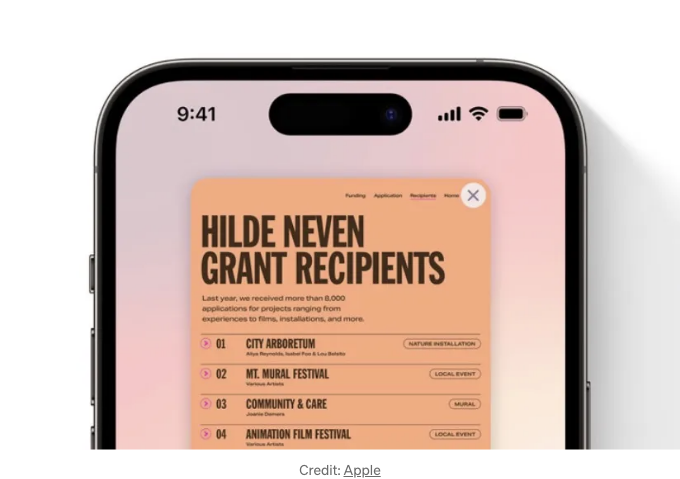 9:41
Funding Application Recipients Home
HILDE NEVEN
GRANT RECIPIENTS
Last year, we received more than 8,000
applications for projects ranging from
experiences to films, installations, and more.
01 CITY ARBORETUM NATURE INSTALLATION
Aliya Reynolds, Isabel Fox & Lou Batello
02 MT. MURAL FESTIVAL LOCAL EVENT
Various Artists
03 COMMUNITY & CARE MURAL
Joanie Demers
04 ANIMATION FILM FESTIVAL LOCAL EVENT
Various Artists
Credit: Apple